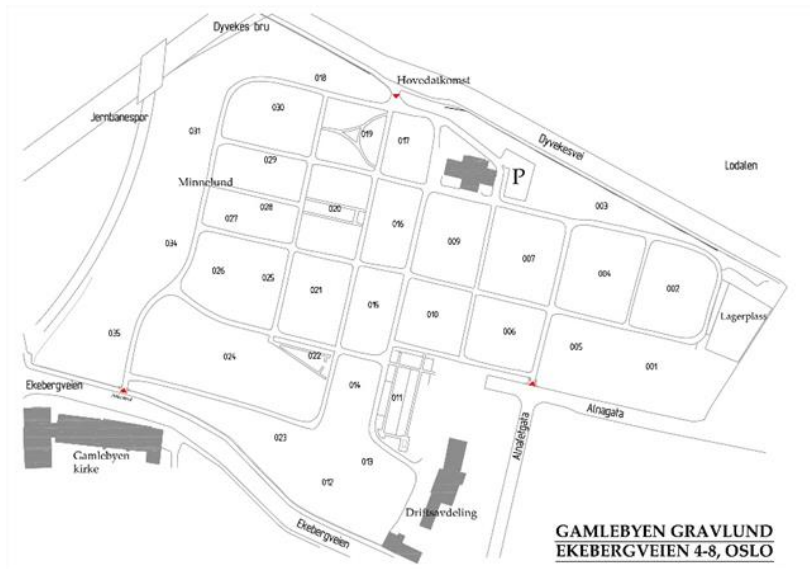 Dyvekes bru
018
Høvedatkomst
030
019
017
Jernbanespor
031
Dyvekesvei
Lodalen
029
P
Minnelund
003
028
020
027
016
009
007
004
002
034
026
025
021
015
010
006
Lagerplass
005
035
024
022
001
014
011
Ekebergveien
Alnagata
Alnafetgata
023
013
Gamlebyen
kirke
012
Driftsavdeling
Ekebergveien
GAMLEBYEN GRAVLUND
EKEBERGVEIEN 4-8, OSLO